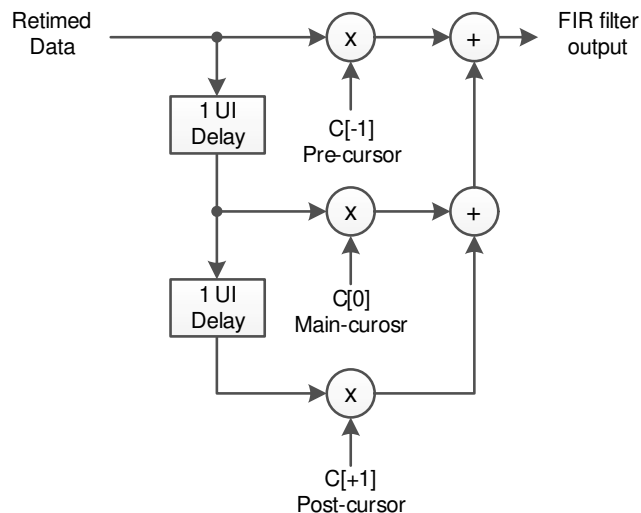 Retimed
Data
x
+
FIR filter
output
1 UI
Delay
C[-1]
Pre-cursor
x
+
1 UI
Delay
C[0]
Main-curosr
x
C[+1]
Post-cursor